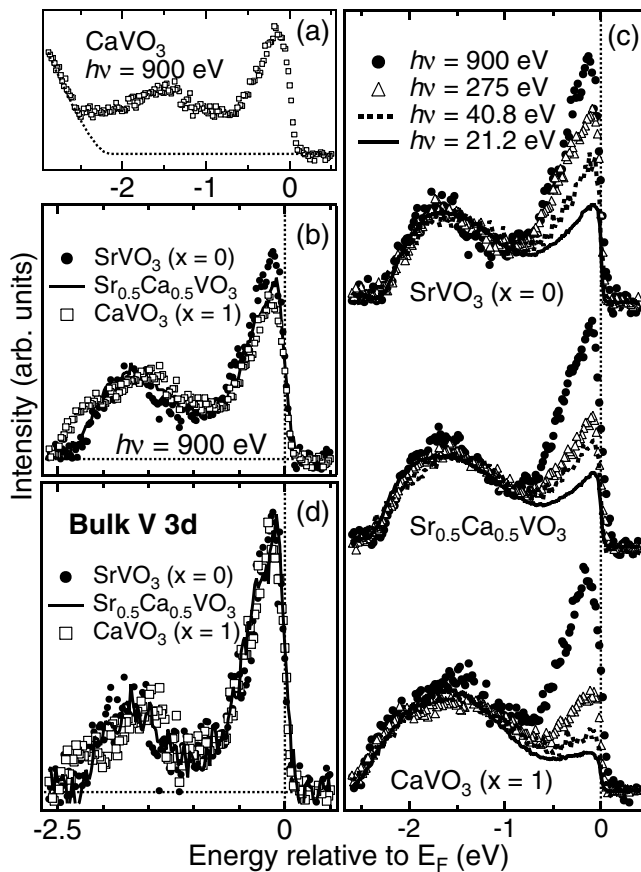 Intensity (arb. units)
(a)
CaVO₃
hν = 900 eV
-2
-1
0
(b)
SrVO₃ (x = 0)
Sr₀.₅Ca₀.₅VO₃
CaVO₃ (x = 1)
hν = 900 eV
(d)
Bulk V 3d
SrVO₃ (x = 0)
Sr₀.₅Ca₀.₅VO₃
CaVO₃ (x = 1)
-2.5
0
(c)
hν = 900 eV
hν = 275 eV
hν = 40.8 eV
hν = 21.2 eV
SrVO₃ (x = 0)
Sr₀.₅Ca₀.₅VO₃
CaVO₃ (x = 1)
-2
-1
0
Energy relative to E_F (eV)